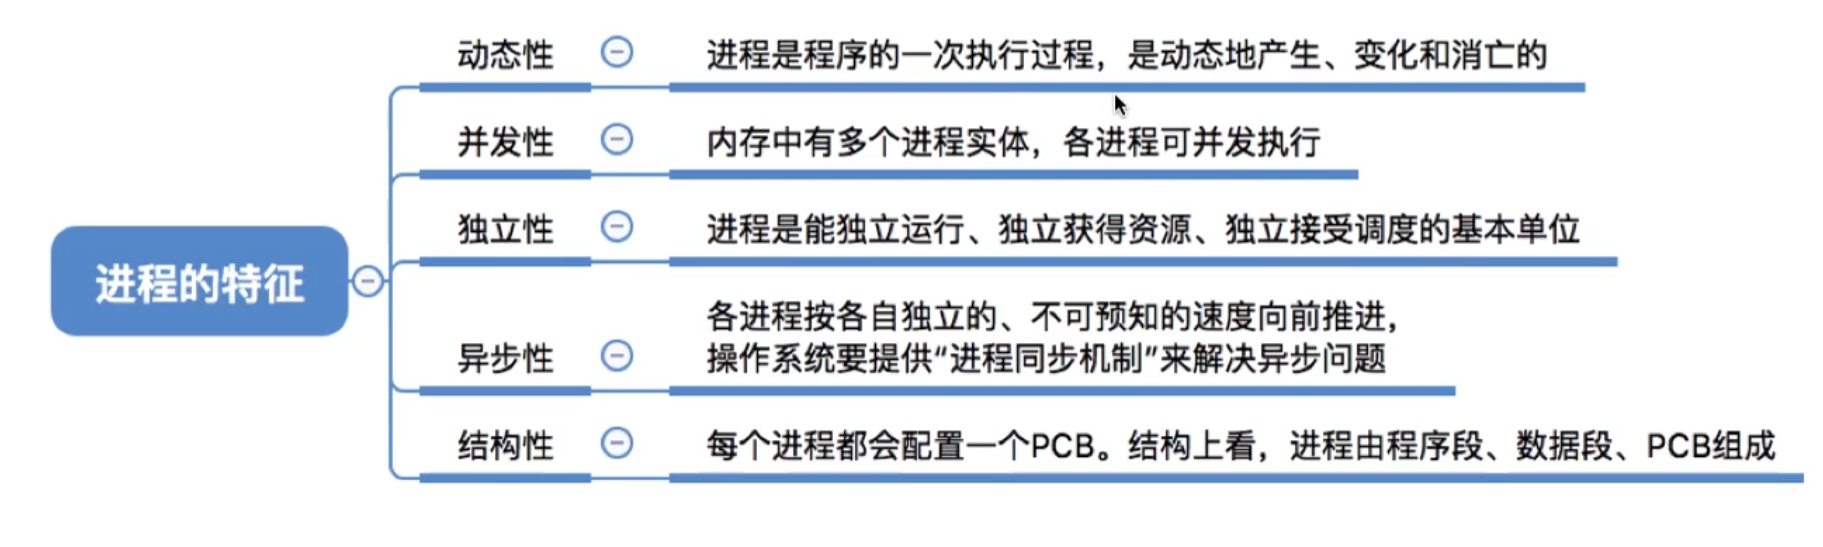 进程的特征
动态性
进程是程序的一次执行过程，是动态地产生、变化和消亡的
并发性
内存中有多个进程实体，各进程可并发执行
独立性
进程是能独立运行、独立获得资源、独立接受调度的基本单位
异步性
各进程按各自独立的、不可预知的速度向前推进，
操作系统要提供“进程同步机制”来解决异步问题
结构性
每个进程都会配置一个PCB。结构上看，进程由程序段、数据段、PCB组成